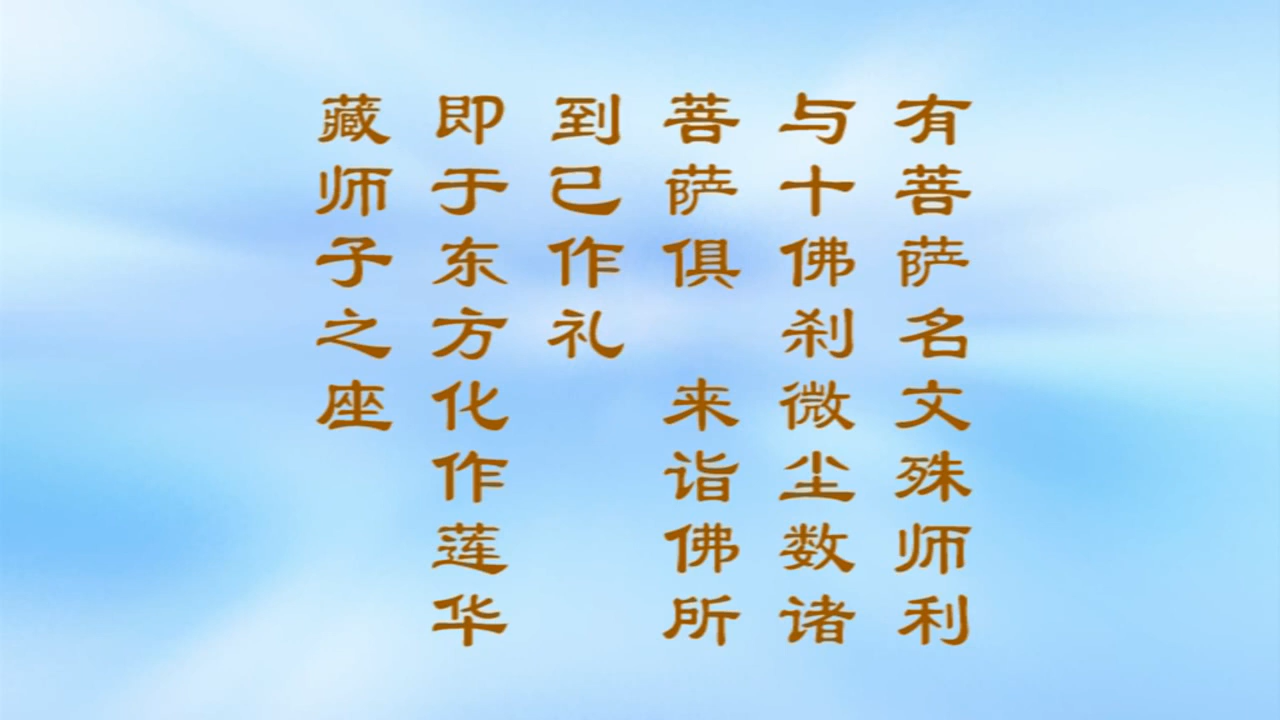 有菩萨名文殊师利
与十佛刹微尘数诸
菩萨俱 来诣佛所
到已作礼
即于东方化作莲华
藏师子之座